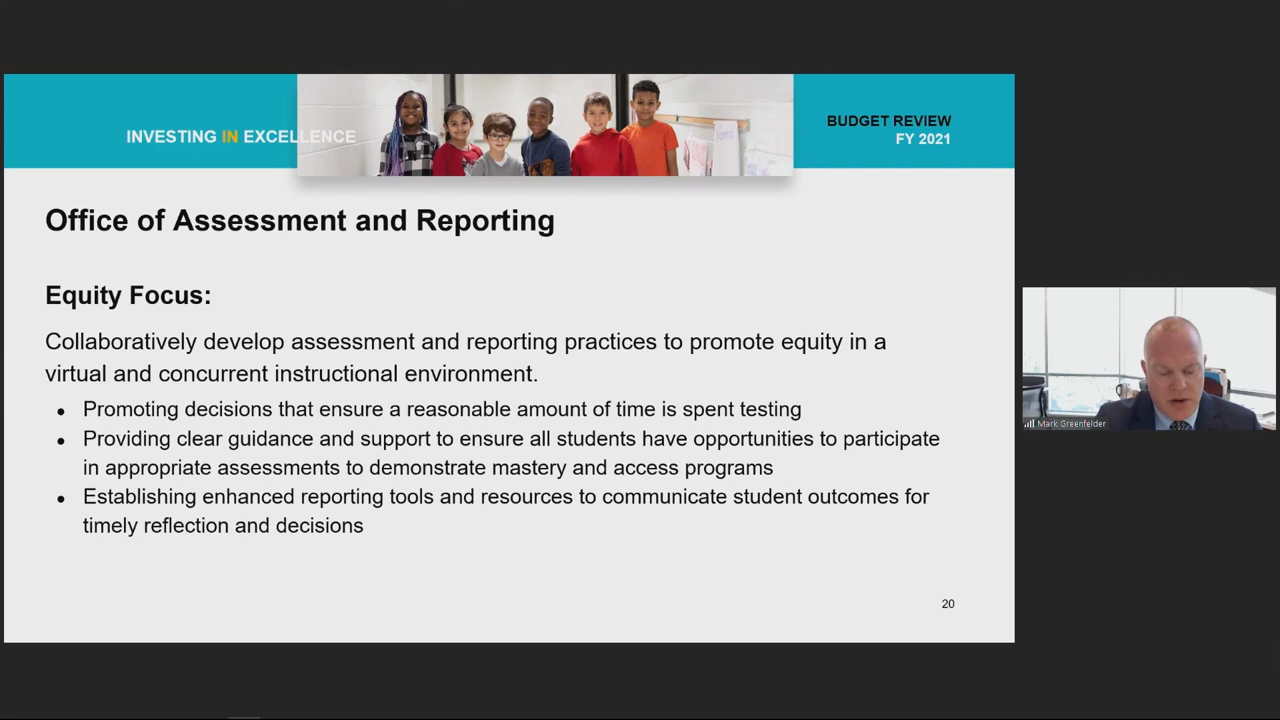 INVESTING IN EXCELLENCE
BUDGET REVIEW
FY 2021
Office of Assessment and Reporting
Equity Focus:
Collaboratively develop assessment and reporting practices to promote equity in a
virtual and concurrent instructional environment.
● Promoting decisions that ensure a reasonable amount of time is spent testing
● Providing clear guidance and support to ensure all students have opportunities to participate
in appropriate assessments to demonstrate mastery and access programs
● Establishing enhanced reporting tools and resources to communicate student outcomes for
timely reflection and decisions
20
Mark Greenfelder